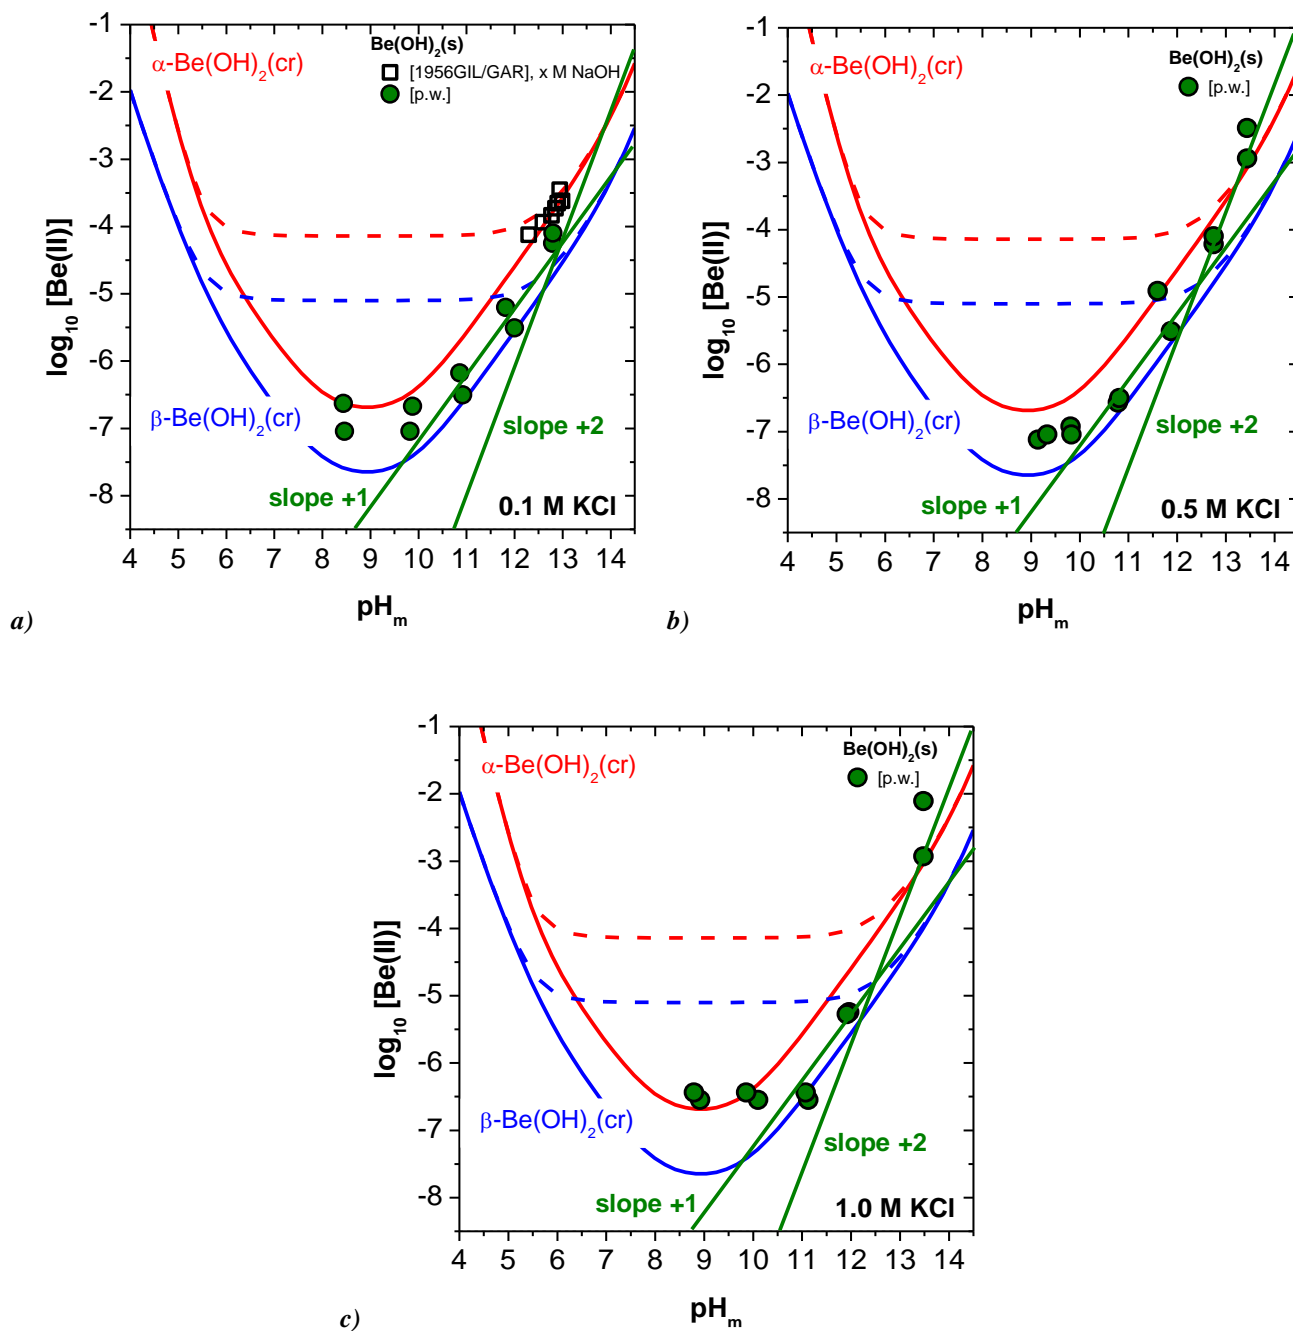 -1
-2
-3
-4
-5
-6
-7
-8
log₁₀ [Be(II)]
α-Be(OH)₂(cr)
Be(OH)₂(s)
[1956GIL/GAR], x M NaOH
[p.w.]
β-Be(OH)₂(cr)
slope +2
slope +1
0.1 M KCl
4 5 6 7 8 9 10 11 12 13 14
pHₘ
a)
-1
-2
-3
-4
-5
-6
-7
-8
log₁₀ [Be(II)]
α-Be(OH)₂(cr)
Be(OH)₂(s)
[p.w.]
β-Be(OH)₂(cr)
slope +2
slope +1
0.5 M KCl
4 5 6 7 8 9 10 11 12 13 14
pHₘ
b)
-1
-2
-3
-4
-5
-6
-7
-8
log₁₀ [Be(II)]
α-Be(OH)₂(cr)
Be(OH)₂(s)
[p.w.]
β-Be(OH)₂(cr)
slope +2
slope +1
1.0 M KCl
4 5 6 7 8 9 10 11 12 13 14
pHₘ
c)